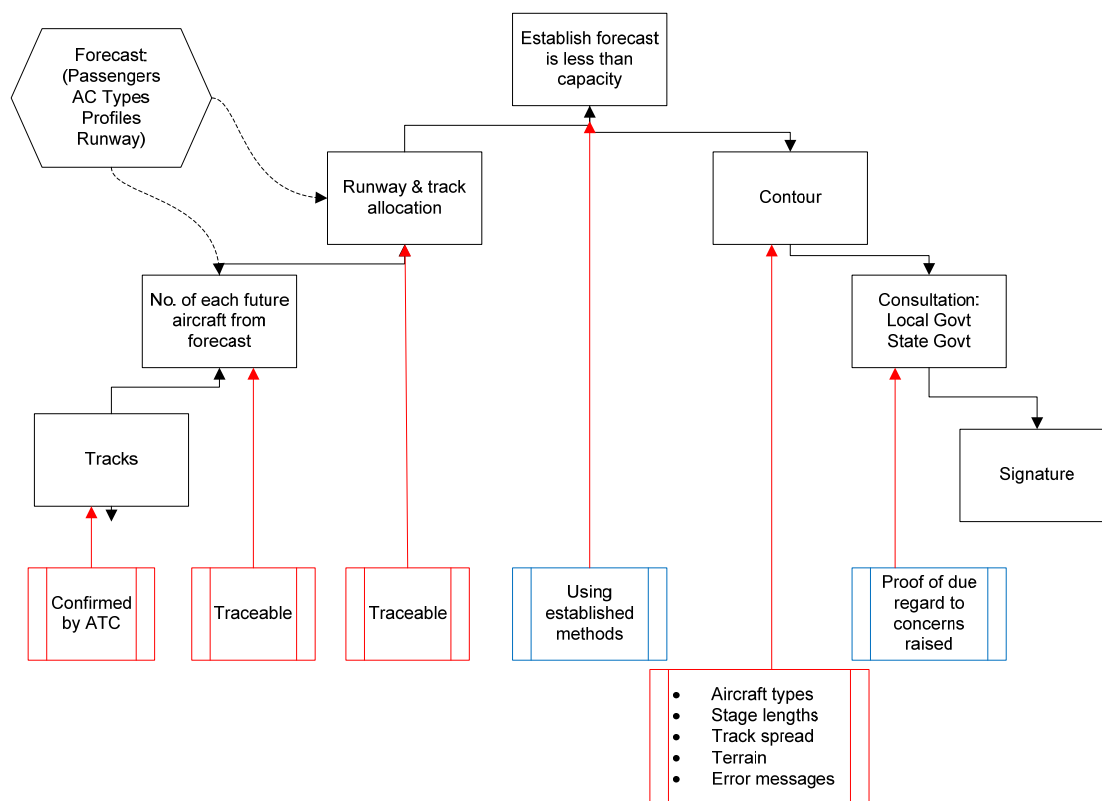 Forecast:
(Passengers
AC Types
Profiles
Runway)
Establish forecast
is less than
capacity
Runway & track
allocation
Contour
No. of each future
aircraft from
forecast
Consultation:
Local Govt
State Govt
Tracks
Signature
Confirmed
by ATC
Traceable
Traceable
Using
established
methods
Proof of due
regard to
concerns
raised
• Aircraft types
• Stage lengths
• Track spread
• Terrain
• Error messages